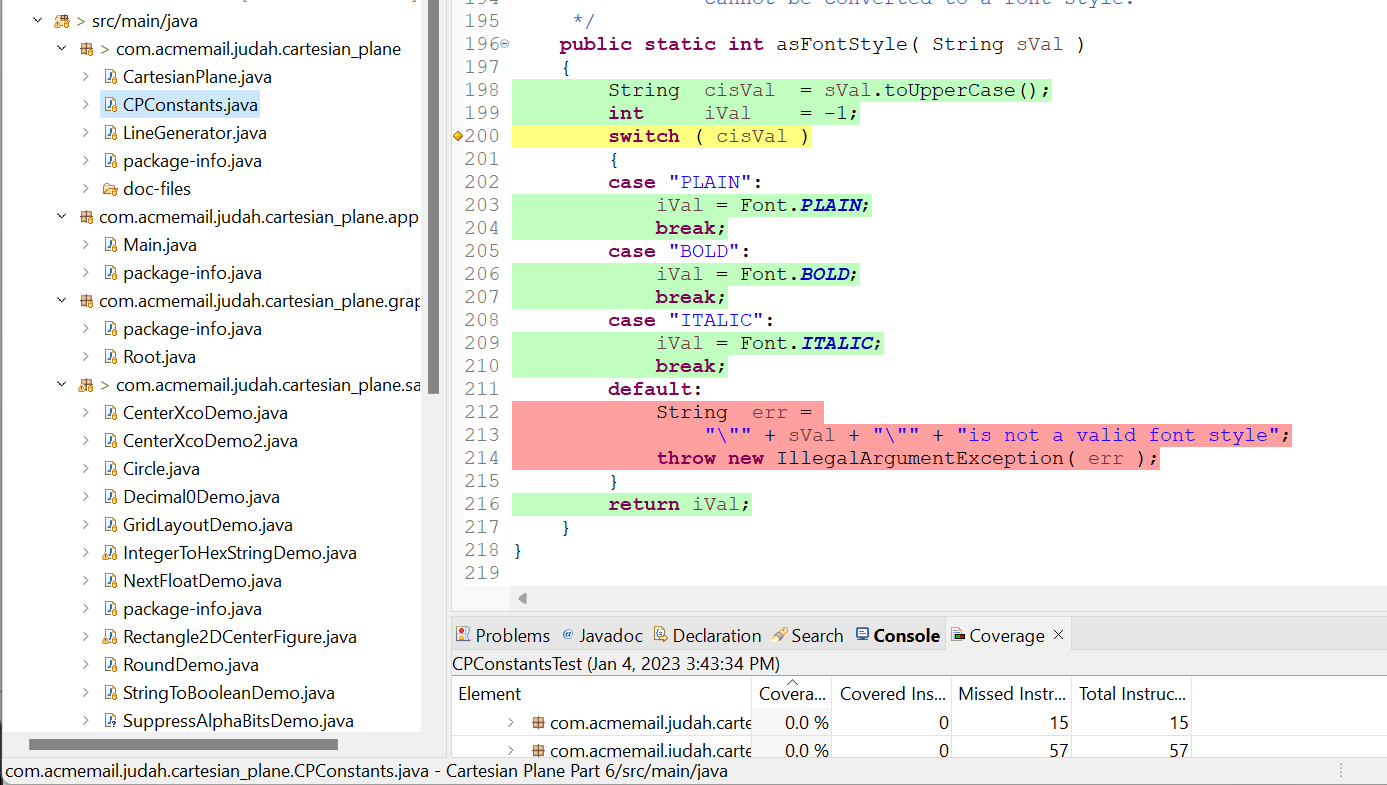 src/main/java
com.acmemail.judah.cartesian_plane
CartesianPlane.java
CPConstants.java
LineGenerator.java
package-info.java
doc-files
com.acmemail.judah.cartesian_plane.app
Main.java
package-info.java
com.acmemail.judah.cartesian_plane.grap
package-info.java
Root.java
com.acmemail.judah.cartesian_plane.sa
CenterXcoDemo.java
CenterXcoDemo2.java
Circle.java
Decimal0Demo.java
GridLayoutDemo.java
IntegerToHexStringDemo.java
NextFloatDemo.java
package-info.java
Rectangle2DCenterFigure.java
RoundDemo.java
StringToBooleanDemo.java
SuppressAlphaBitsDemo.java
194 cannot be converted to a font style.
195 */
196 public static int asFontStyle( String sVal )
197 {
198 String cisVal = sVal.toUpperCase();
199 int iVal = -1;
200 switch ( cisVal )
201 {
202 case "PLAIN":
203 iVal = Font.PLAIN;
204 break;
205 case "BOLD":
206 iVal = Font.BOLD;
207 break;
208 case "ITALIC":
209 iVal = Font.ITALIC;
210 break;
211 default:
212 String err =
213 "\"" + sVal + "\"" + "is not a valid font style";
214 throw new IllegalArgumentException( err );
215 }
216 return iVal;
217 }
218 }
219
Problems Javadoc Declaration Search Console Coverage
CPConstantsTest (Jan 4, 2023 3:43:34 PM)
Element Covera... Covered Ins... Missed Instr... Total Instruc...
com.acmemail.judah.carte 0.0 % 0 15 15
com.acmemail.judah.carte 0.0 % 0 57 57
com.acmemail.judah.cartesian_plane.CPConstants.java - Cartesian Plane Part 6/src/main/java